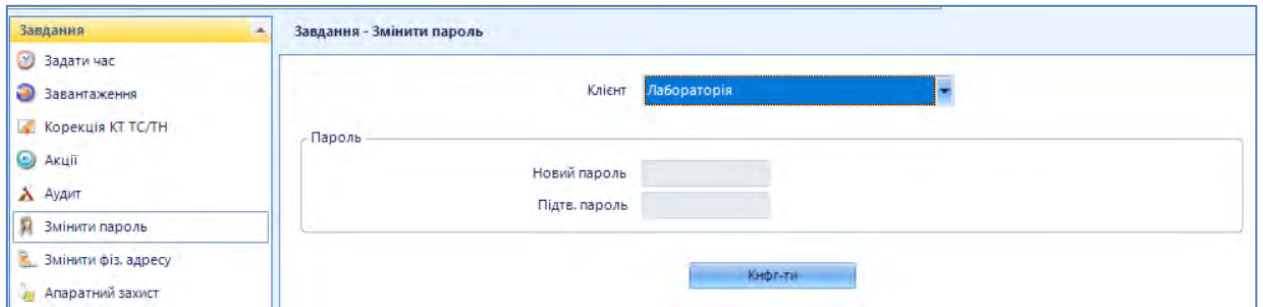 Завдання
Задати час
Завантаження
Корекція КТ ТС/ТН
Акції
Аудит
Змінити пароль
Змінити фіз. адресу
Апаратний захист
Завдання - Змінити пароль
Клієнт Лабораторія
Пароль
Новий пароль
Підтв. пароль
Кнфг-ти